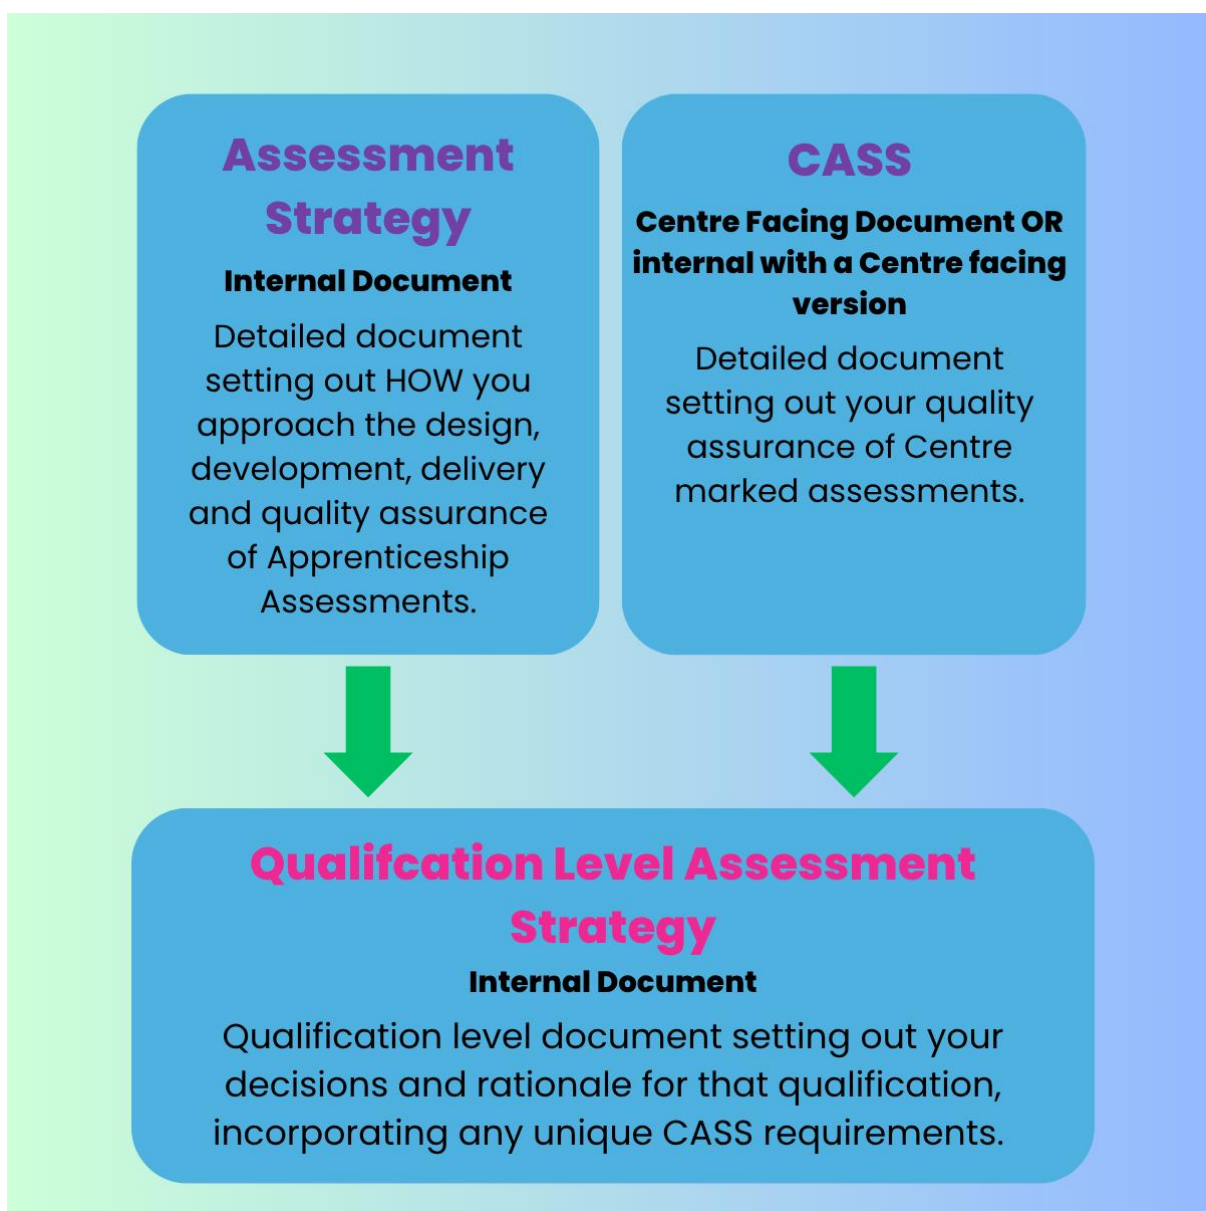 Assessment
Strategy
Internal Document
Detailed document
setting out HOW you
approach the design,
development, delivery
and quality assurance
of Apprenticeship
Assessments.
CASS
Centre Facing Document OR
internal with a Centre facing
version
Detailed document
setting out your quality
assurance of Centre
marked assessments.
Qualifcation Level Assessment
Strategy
Internal Document
Qualification level document setting out your
decisions and rationale for that qualification,
incorporating any unique CASS requirements.